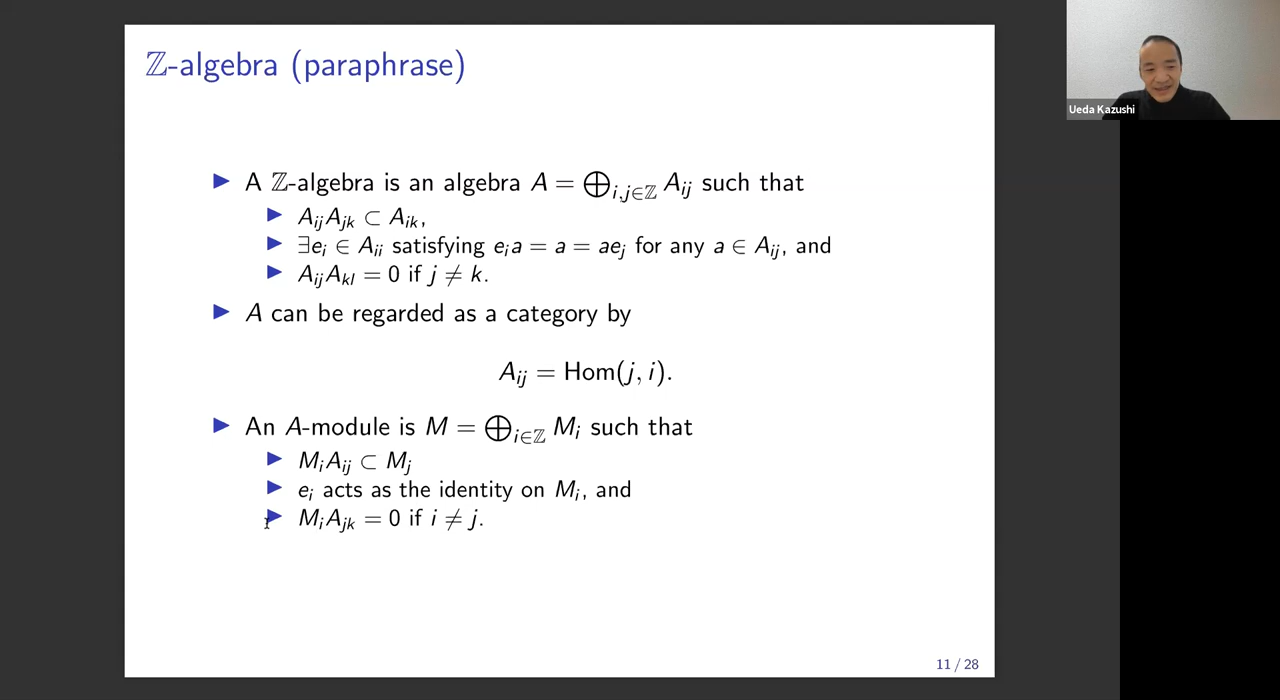 ℤ-algebra (paraphrase)
Ueda Kazushi
▶ A ℤ-algebra is an algebra A = ⨁_{i,j∈ℤ} A_{ij} such that
▶ A_{ij}A_{jk} ⊂ A_{ik},
▶ ∃e_i ∈ A_{ii} satisfying e_i a = a = ae_j for any a ∈ A_{ij}, and
▶ A_{ij}A_{kl} = 0 if j ≠ k.
▶ A can be regarded as a category by
A_{ij} = Hom(j, i).
▶ An A-module is M = ⨁_{i∈ℤ} M_i such that
▶ M_i A_{ij} ⊂ M_j
▶ e_i acts as the identity on M_i, and
▶ M_i A_{jk} = 0 if i ≠ j.
11 / 28